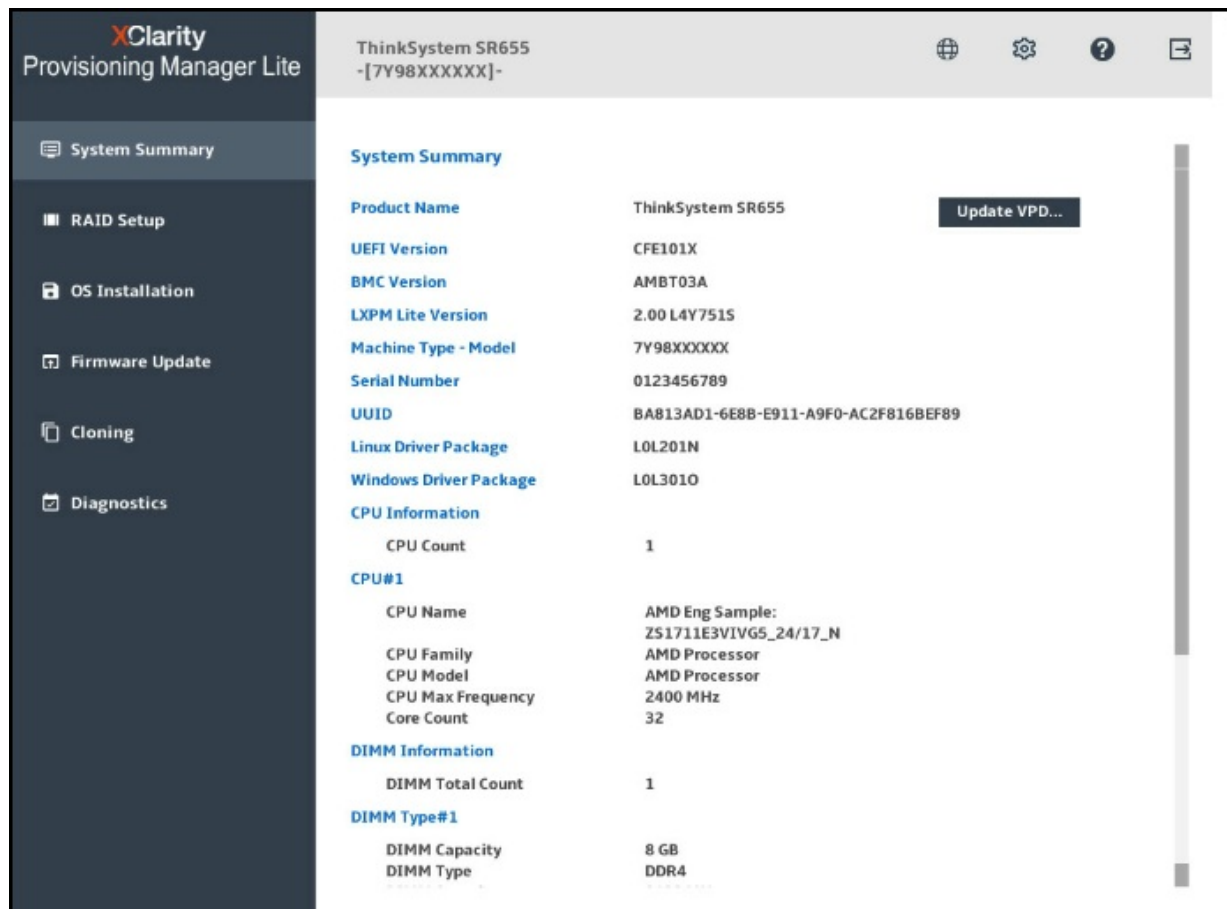 XClarity
Provisioning Manager Lite
ThinkSystem SR655
-[7Y98XXXXXX]-
System Summary
RAID Setup
OS Installation
Firmware Update
Cloning
Diagnostics
System Summary
Product Name ThinkSystem SR655 Update VPD...
UEFI Version CFE101X
BMC Version AMBT03A
LXPM Lite Version 2.00 L4Y751S
Machine Type - Model 7Y98XXXXXX
Serial Number 0123456789
UUID BA813AD1-6E8B-E911-A9F0-AC2F816BEF89
Linux Driver Package L0L201N
Windows Driver Package L0L301O
CPU Information
CPU Count 1
CPU#1
CPU Name AMD Eng Sample:
ZS1711E3VIVG5_24/17_N
CPU Family AMD Processor
CPU Model AMD Processor
CPU Max Frequency 2400 MHz
Core Count 32
DIMM Information
DIMM Total Count 1
DIMM Type#1
DIMM Capacity 8 GB
DIMM Type DDR4